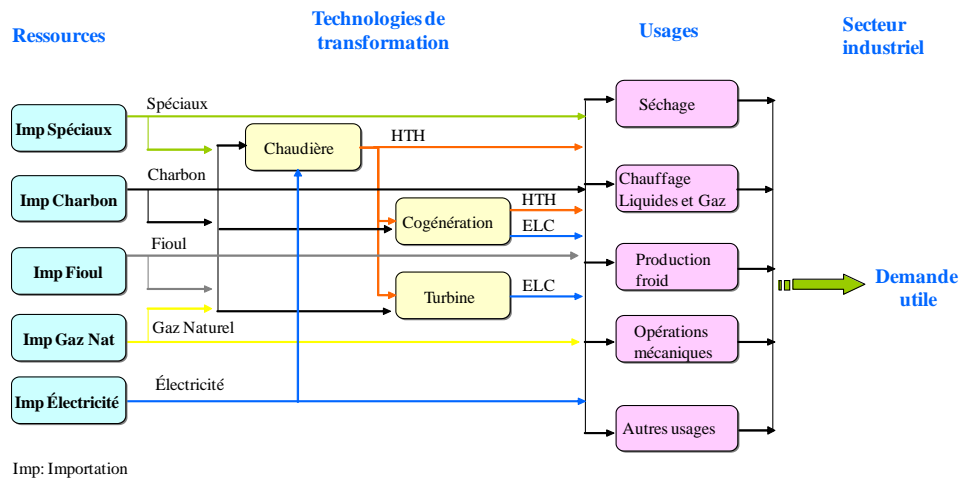 Ressources
Technologies de
transformation
Usages
Secteur
industriel
Imp Spéciaux
Imp Charbon
Imp Fioul
Imp Gaz Nat
Imp Électricité
Spéciaux
Charbon
Fioul
Gaz Naturel
Électricité
Chaudière
Cogénération
Turbine
HTH
HTH
ELC
ELC
Séchage
Chauffage
Liquides et Gaz
Production
froid
Opérations
mécaniques
Autres usages
Demande
utile
Imp: Importation